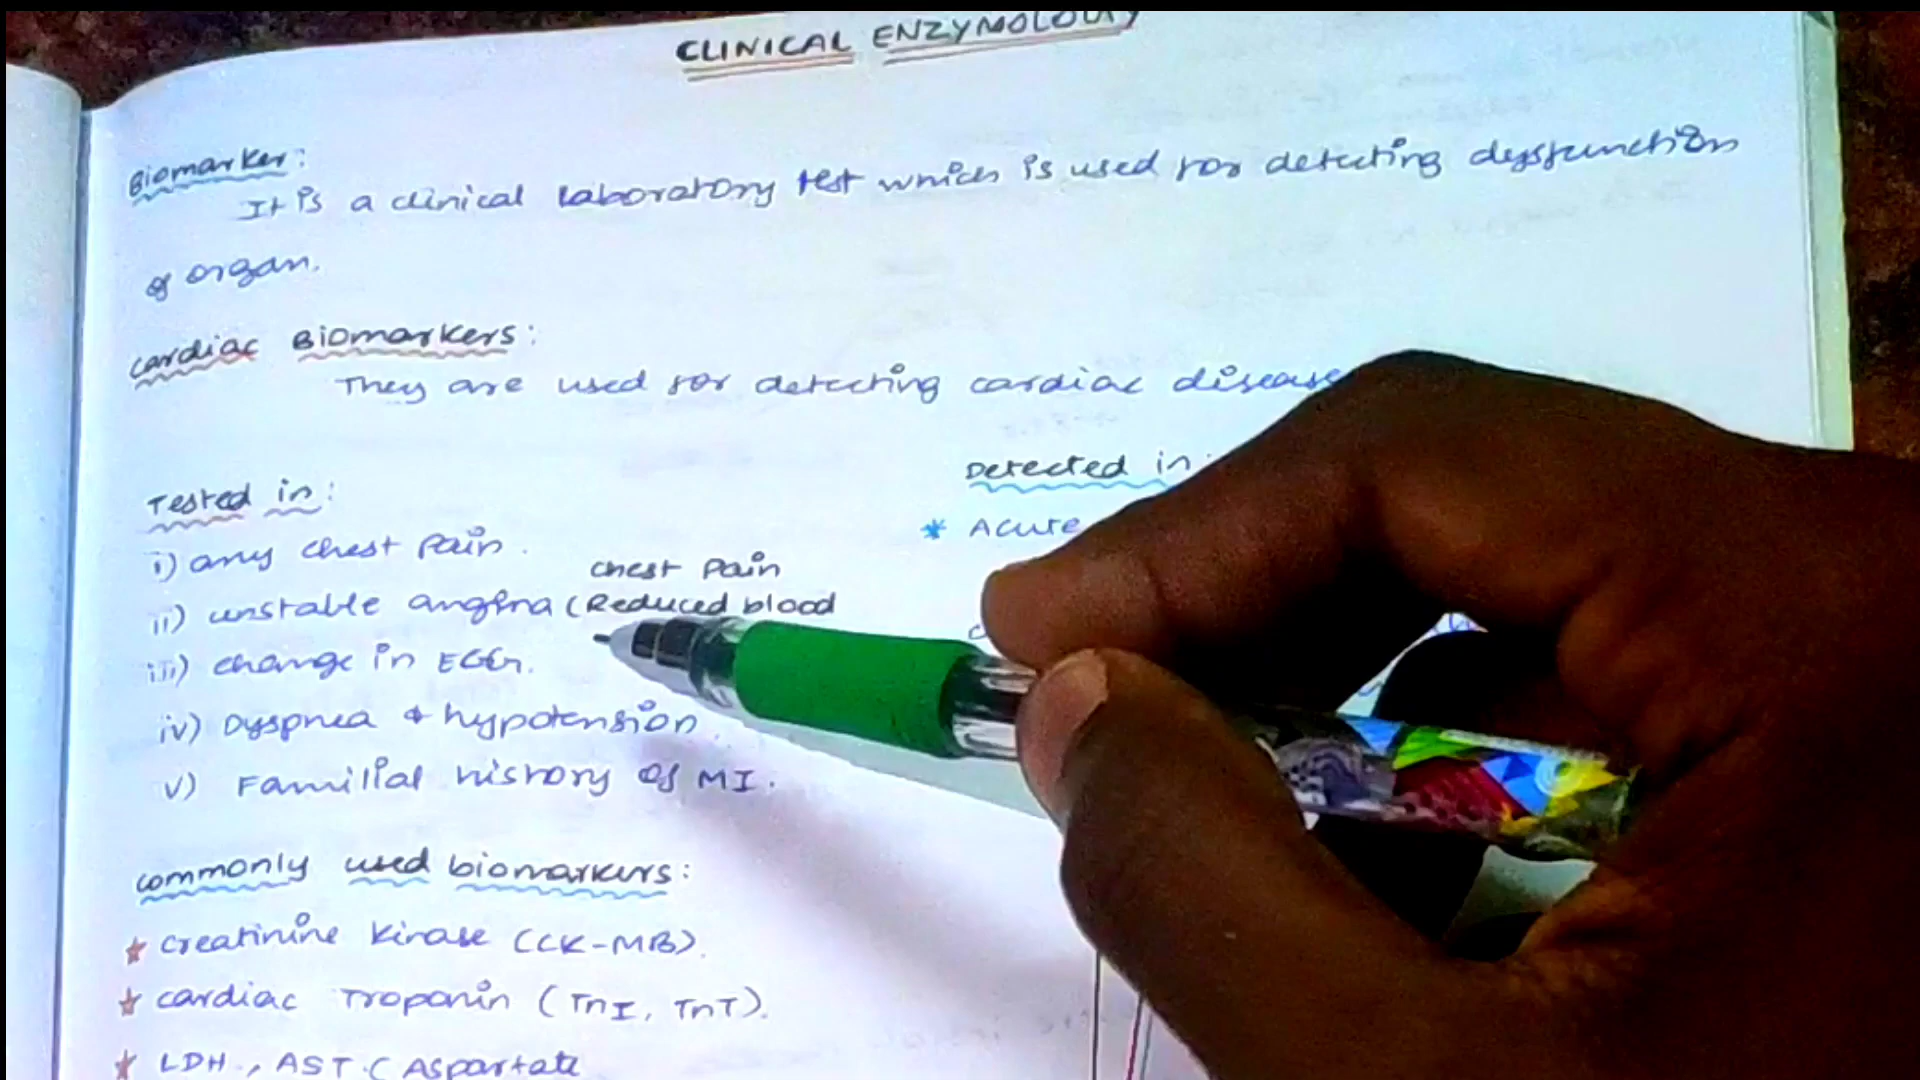 CLINICAL ENZYMOLOGY
Biomarker:
It is a clinical laboratory test which is used for detecting dysfunction
of organ.
Cardiac Biomarkers:
They are used for detecting cardiac disease
Tested in:
i) any chest pain.
chest pain
ii) unstable angina (Reduced blood
iii) change in ECG.
iv) Dyspnea & hypotension.
v) Familial history of MI.
commonly used biomarkers:
★ creatinine kinase (CK-MB).
★ cardiac Troponin (TnI, TnT).
★ LDH., AST. (Aspartate
Detected in:
* Acute